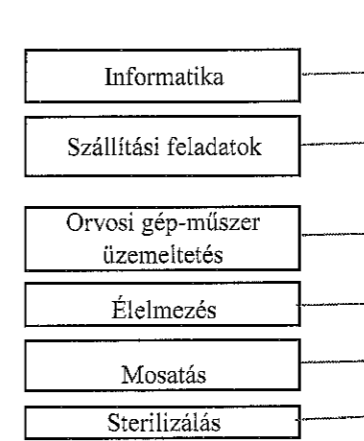 Informatika
Szállítási feladatok
Orvosi gép-műszer
üzemeltetés
Élelmezés
Mosatás
Sterilizálás